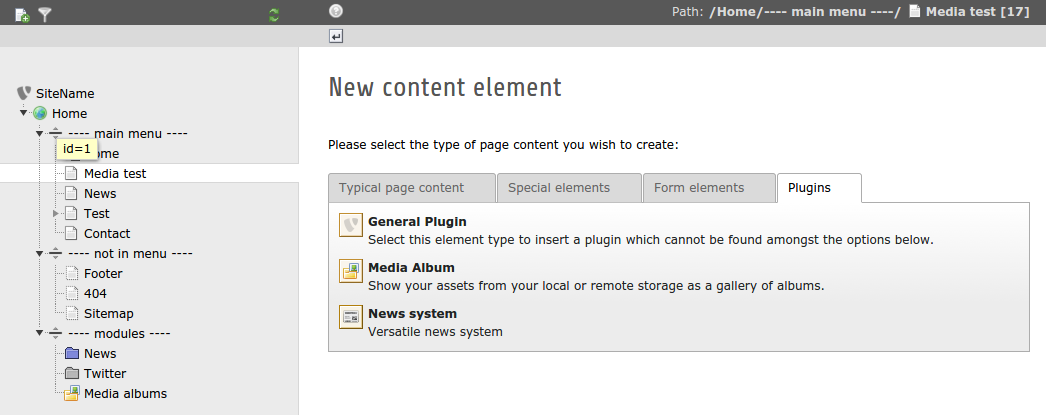 Path: /Home/---- main menu ----/ Media test [17]
SiteName
Home
---- main menu ----
id=1
ome
Media test
News
Test
Contact
---- not in menu ----
Footer
404
Sitemap
---- modules ----
News
Twitter
Media albums
New content element
Please select the type of page content you wish to create:
Typical page content
Special elements
Form elements
Plugins
General Plugin
Select this element type to insert a plugin which cannot be found amongst the options below.
Media Album
Show your assets from your local or remote storage as a gallery of albums.
News system
Versatile news system